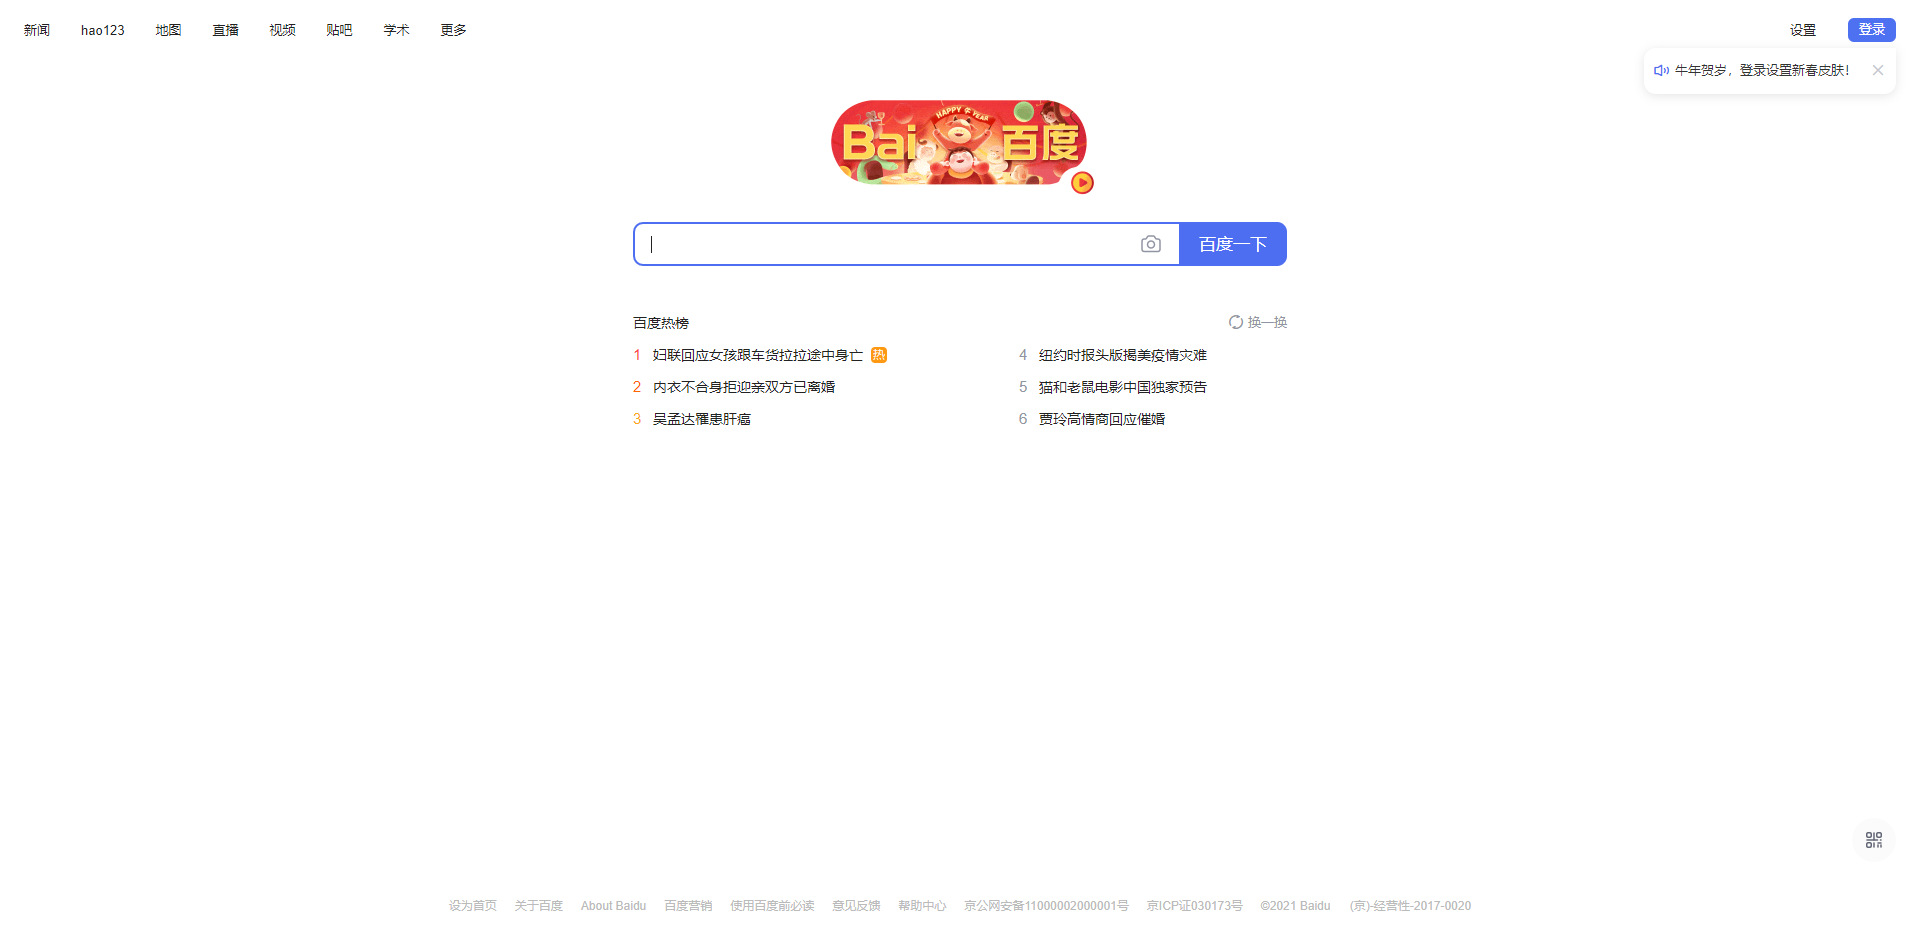 新闻 hao123 地图 直播 视频 贴吧 学术 更多 设置 登录
牛年贺岁，登录设置新春皮肤！
HAPPY 牛 YEAR
Bai 百度
百度一下
百度热榜 换一换
1 妇联回应女孩跟车货拉拉途中身亡 热
2 内衣不合身拒迎亲双方已离婚
3 吴孟达罹患肝癌
4 纽约时报头版揭美疫情灾难
5 猫和老鼠电影中国独家预告
6 贾玲高情商回应催婚
设为首页 关于百度 About Baidu 百度营销 使用百度前必读 意见反馈 帮助中心 京公网安备11000002000001号 京ICP证030173号 ©2021 Baidu (京)-经营性-2017-0020